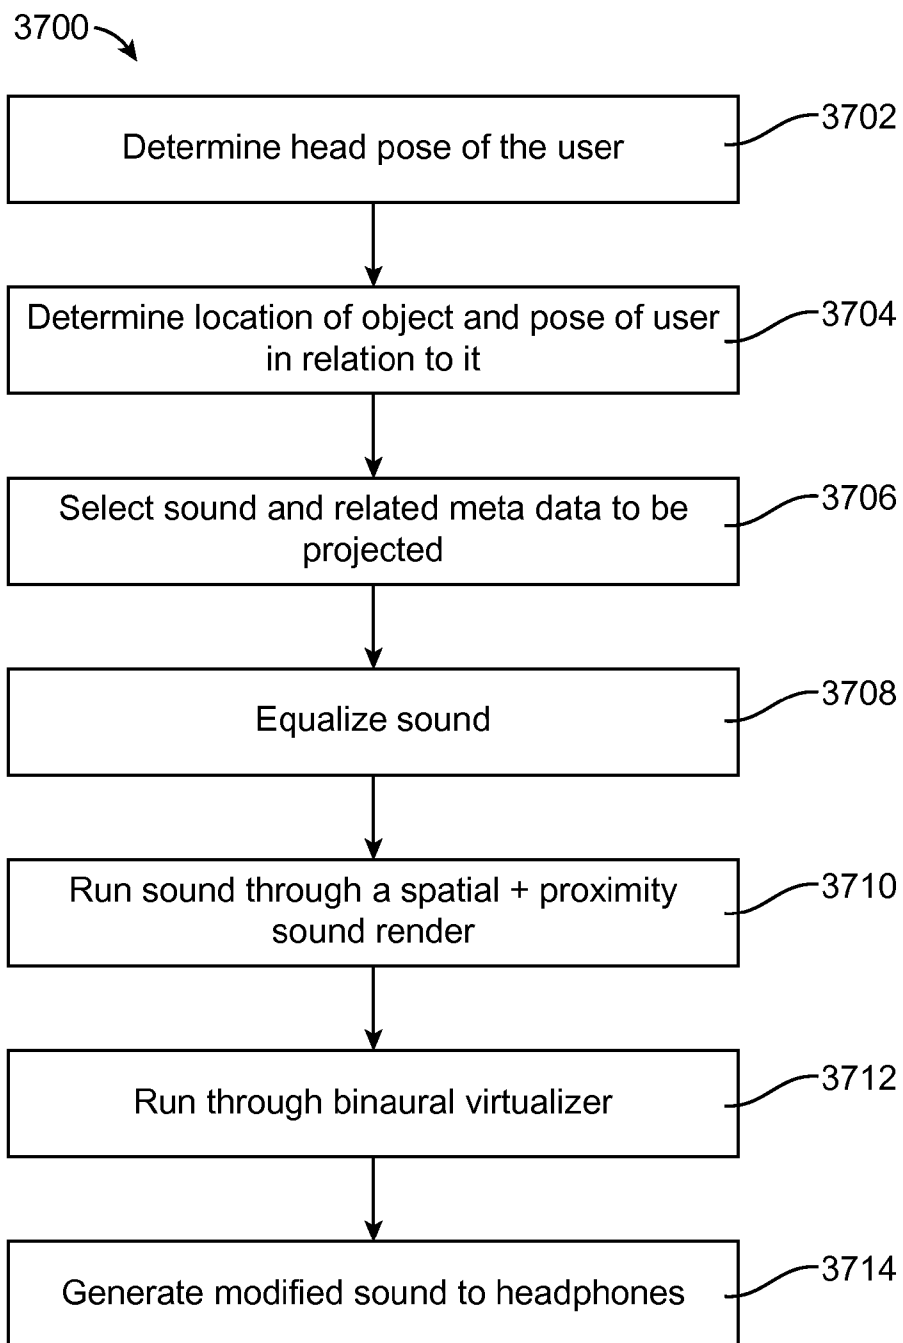 3700
Determine head pose of the user
3702
Determine location of object and pose of user
in relation to it
3704
Select sound and related meta data to be
projected
3706
Equalize sound
3708
Run sound through a spatial + proximity
sound render
3710
Run through binaural virtualizer
3712
Generate modified sound to headphones
3714